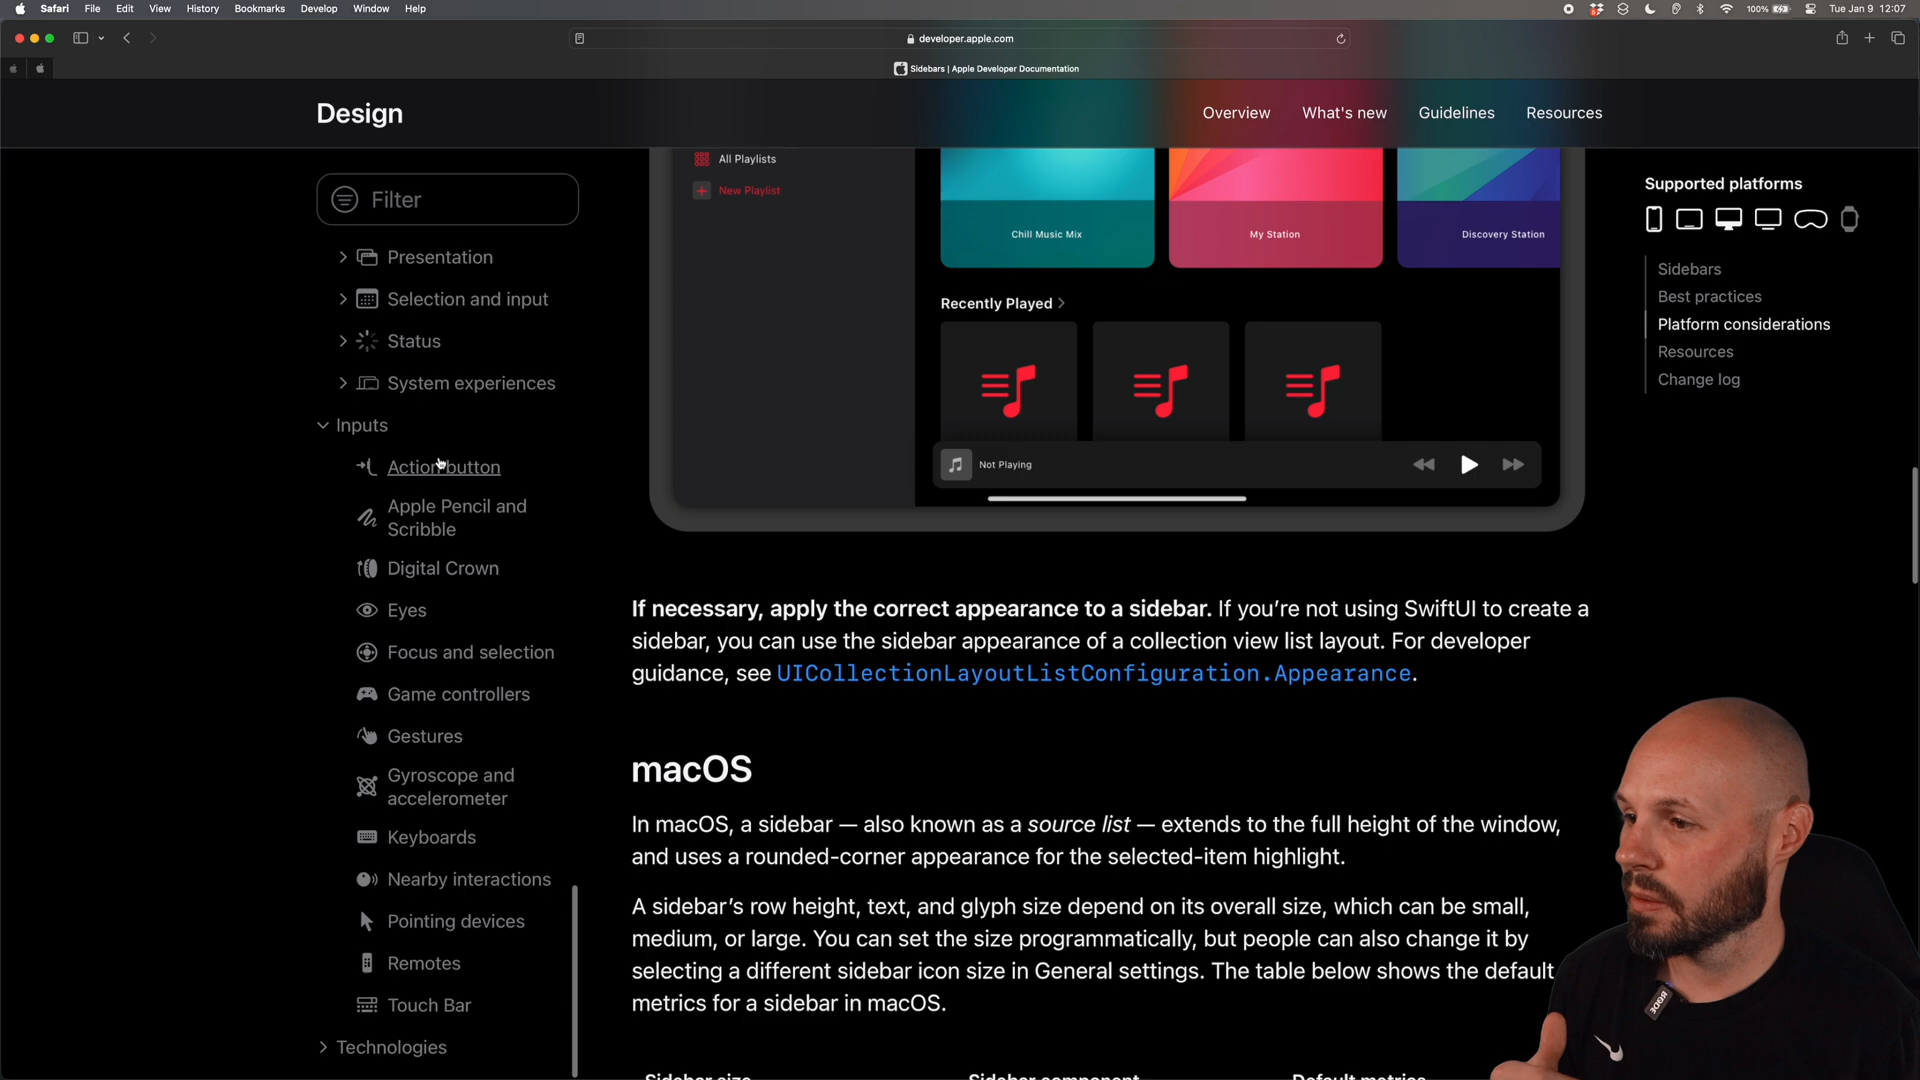 Safari File Edit View History Bookmarks Develop Window Help
100% Tue Jan 9 12:07
developer.apple.com
Sidebars | Apple Developer Documentation
Design
Overview What's new Guidelines Resources
Filter
Presentation
Selection and input
Status
System experiences
Inputs
Action button
Apple Pencil and
Scribble
Digital Crown
Eyes
Focus and selection
Game controllers
Gestures
Gyroscope and
accelerometer
Keyboards
Nearby interactions
Pointing devices
Remotes
Touch Bar
Technologies
All Playlists
New Playlist
Chill Music Mix
My Station
Discovery Station
Recently Played
Not Playing
If necessary, apply the correct appearance to a sidebar. If you’re not using SwiftUI to create a
sidebar, you can use the sidebar appearance of a collection view list layout. For developer
guidance, see UICollectionLayoutListConfiguration.Appearance.
macOS
In macOS, a sidebar — also known as a source list — extends to the full height of the window,
and uses a rounded-corner appearance for the selected-item highlight.
A sidebar’s row height, text, and glyph size depend on its overall size, which can be small,
medium, or large. You can set the size programmatically, but people can also change it by
selecting a different sidebar icon size in General settings. The table below shows the default
metrics for a sidebar in macOS.
Sidebar size Sidebar component Default metrics
Supported platforms
Sidebars
Best practices
Platform considerations
Resources
Change log
RODE